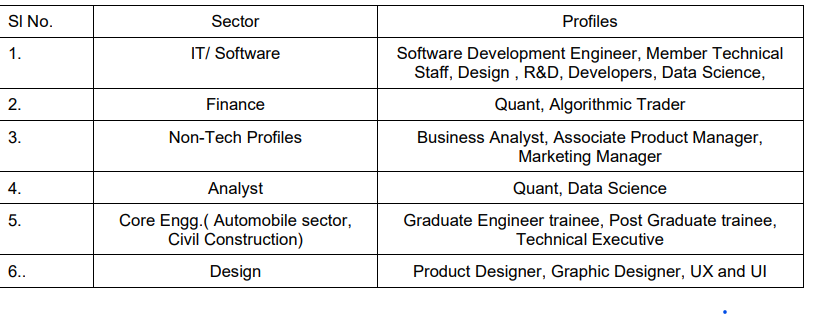 Sl No. Sector Profiles
1. IT/ Software Software Development Engineer, Member Technical
Staff, Design , R&D, Developers, Data Science,
2. Finance Quant, Algorithmic Trader
3. Non-Tech Profiles Business Analyst, Associate Product Manager,
Marketing Manager
4. Analyst Quant, Data Science
5. Core Engg.( Automobile sector, Graduate Engineer trainee, Post Graduate trainee,
Civil Construction) Technical Executive
6.. Design Product Designer, Graphic Designer, UX and UI